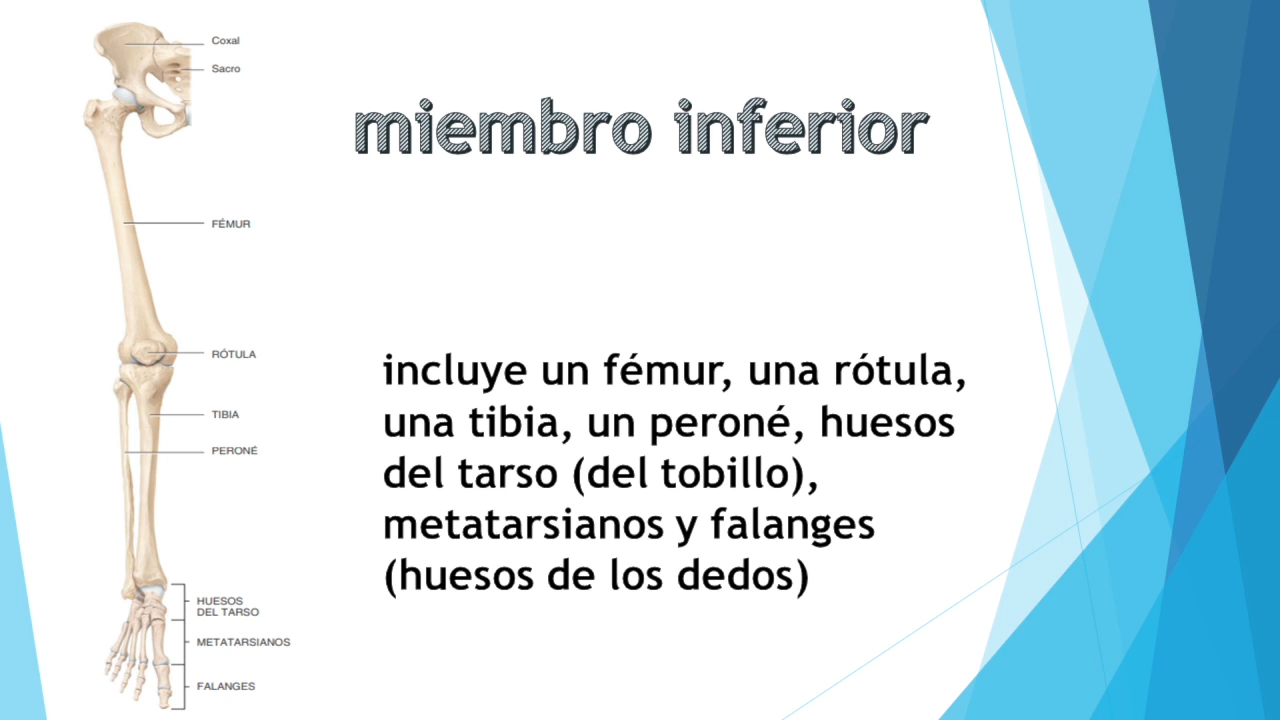 Coxal
Sacro
miembro inferior
FÉMUR
RÓTULA
TIBIA
PERONÉ
incluye un fémur, una rótula,
una tibia, un peroné, huesos
del tarso (del tobillo),
metatarsianos y falanges
(huesos de los dedos)
HUESOS
DEL TARSO
METATARSIANOS
FALANGES